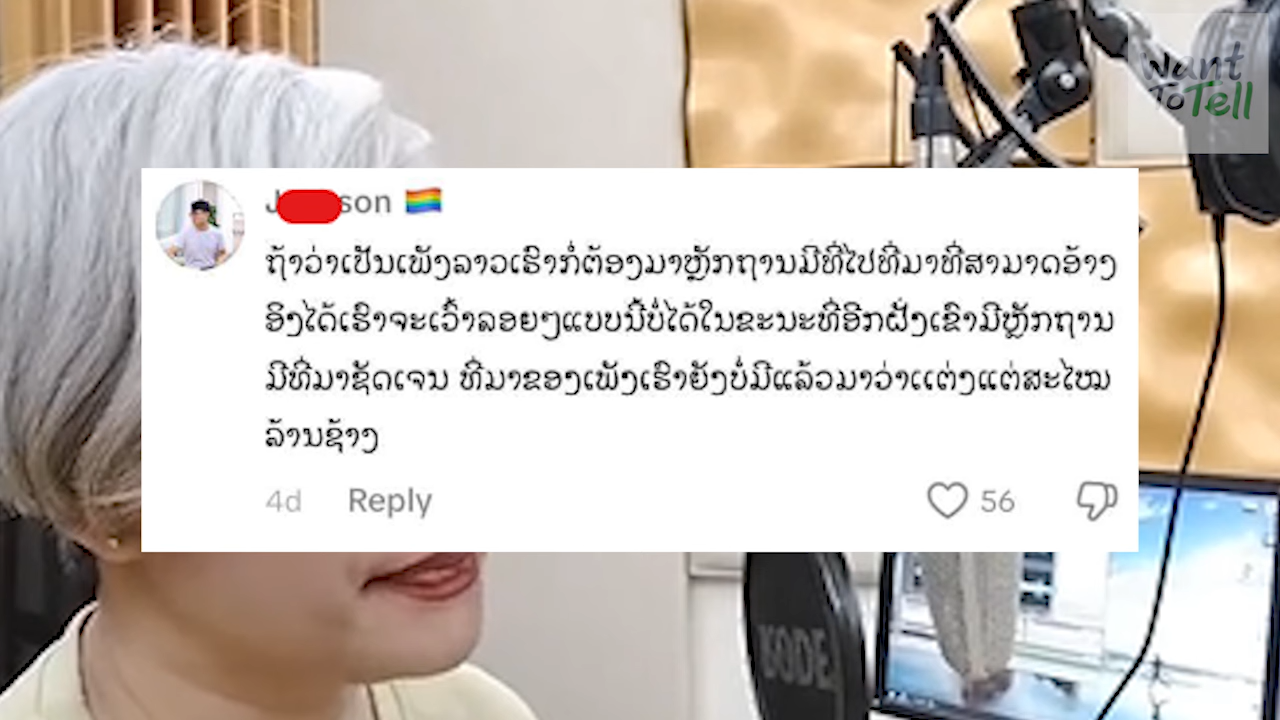 Want
To Tell
J son 🏳️‍🌈
ຖ້າວ່າເປັນເພັງລາວເຮົາກໍ່ຕ້ອງມາຫຼັກຖານມີທີ່ໄປທີ່ມາທີ່ສາມາດອ້າງ
ອິງໄດ້ເຮົາຈະເວົ້າລອຍໆແບບນີ້ບໍ່ໄດ້ໃນຂະນະທີ່ອີກຝັ່ງເຂົາມີຫຼັກຖານ
ມີທີ່ມາຊັດເຈນ ທີ່ມາຂອງເພັງເຮົາຍັງບໍ່ມີແລ້ວມາວ່າແຕ່ງແຕ່ສະໄໝ
ລ້ານຊ້າງ
4d Reply 56
RODE